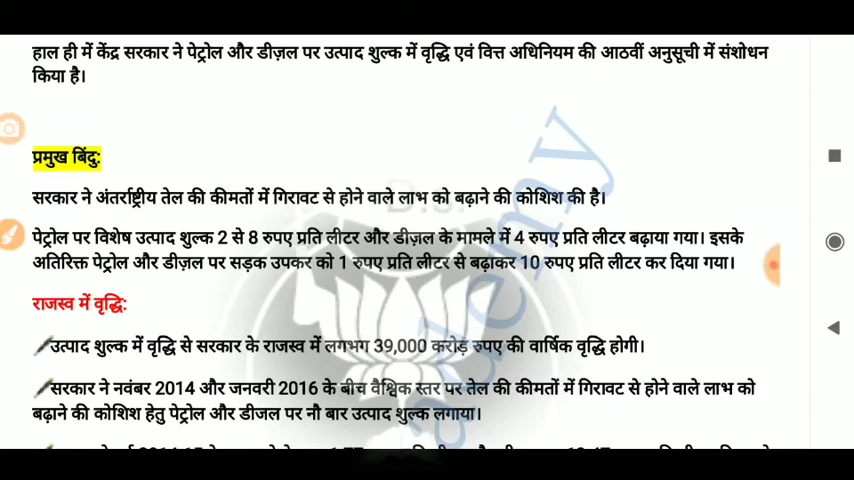 हाल ही में केंद्र सरकार ने पेट्रोल और डीज़ल पर उत्पाद शुल्क में वृद्धि एवं वित्त अधिनियम की आठवीं अनुसूची में संशोधन
किया है।
प्रमुख बिंदु:
सरकार ने अंतर्राष्ट्रीय तेल की कीमतों में गिरावट से होने वाले लाभ को बढ़ाने की कोशिश की है।
पेट्रोल पर विशेष उत्पाद शुल्क 2 से 8 रुपए प्रति लीटर और डीज़ल के मामले में 4 रुपए प्रति लीटर बढ़ाया गया। इसके
अतिरिक्त पेट्रोल और डीज़ल पर सड़क उपकर को 1 रुपए प्रति लीटर से बढ़ाकर 10 रुपए प्रति लीटर कर दिया गया।
राजस्व में वृद्धि:
उत्पाद शुल्क में वृद्धि से सरकार के राजस्व में लगभग 39,000 करोड़ रुपए की वार्षिक वृद्धि होगी।
सरकार ने नवंबर 2014 और जनवरी 2016 के बीच वैश्विक स्तर पर तेल की कीमतों में गिरावट से होने वाले लाभ को
बढ़ाने की कोशिश हेतु पेट्रोल और डीजल पर नौ बार उत्पाद शुल्क लगाया।
ademy